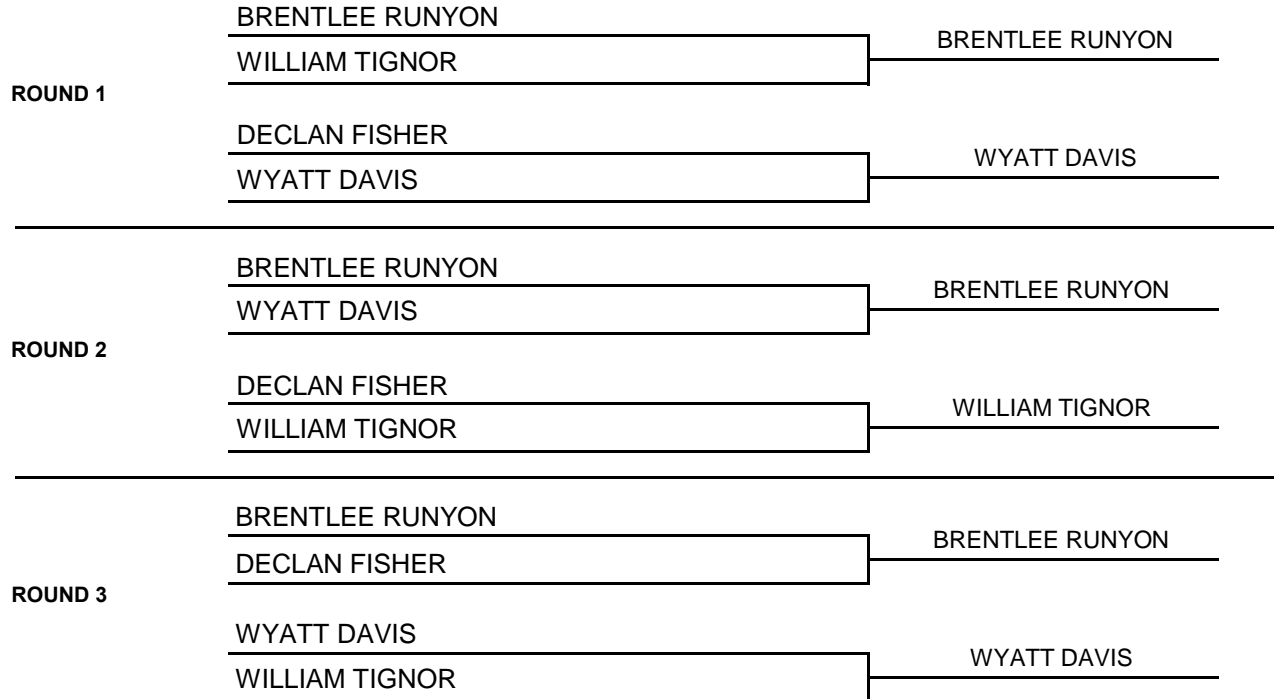 BRENTLEE RUNYON
BRENTLEE RUNYON
WILLIAM TIGNOR
ROUND 1
DECLAN FISHER
WYATT DAVIS
WYATT DAVIS
BRENTLEE RUNYON
BRENTLEE RUNYON
WYATT DAVIS
ROUND 2
DECLAN FISHER
WILLIAM TIGNOR
WILLIAM TIGNOR
BRENTLEE RUNYON
BRENTLEE RUNYON
DECLAN FISHER
ROUND 3
WYATT DAVIS
WYATT DAVIS
WILLIAM TIGNOR